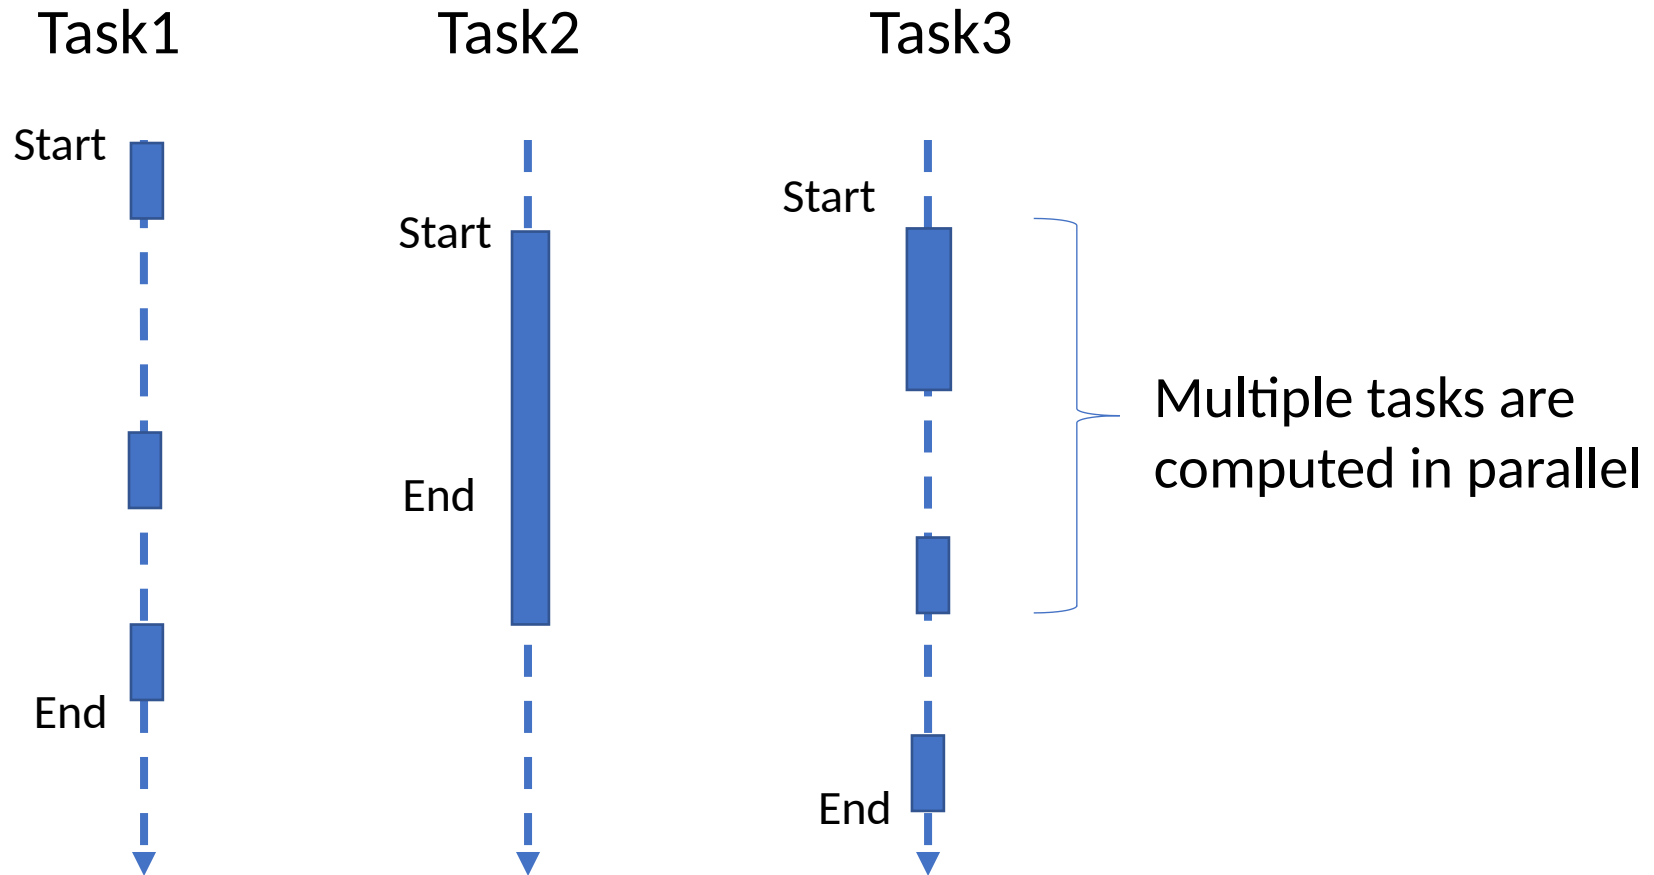 Task1
Task2
Task3
Start
Start
Start
Multiple tasks are
computed in parallel
End
End
End